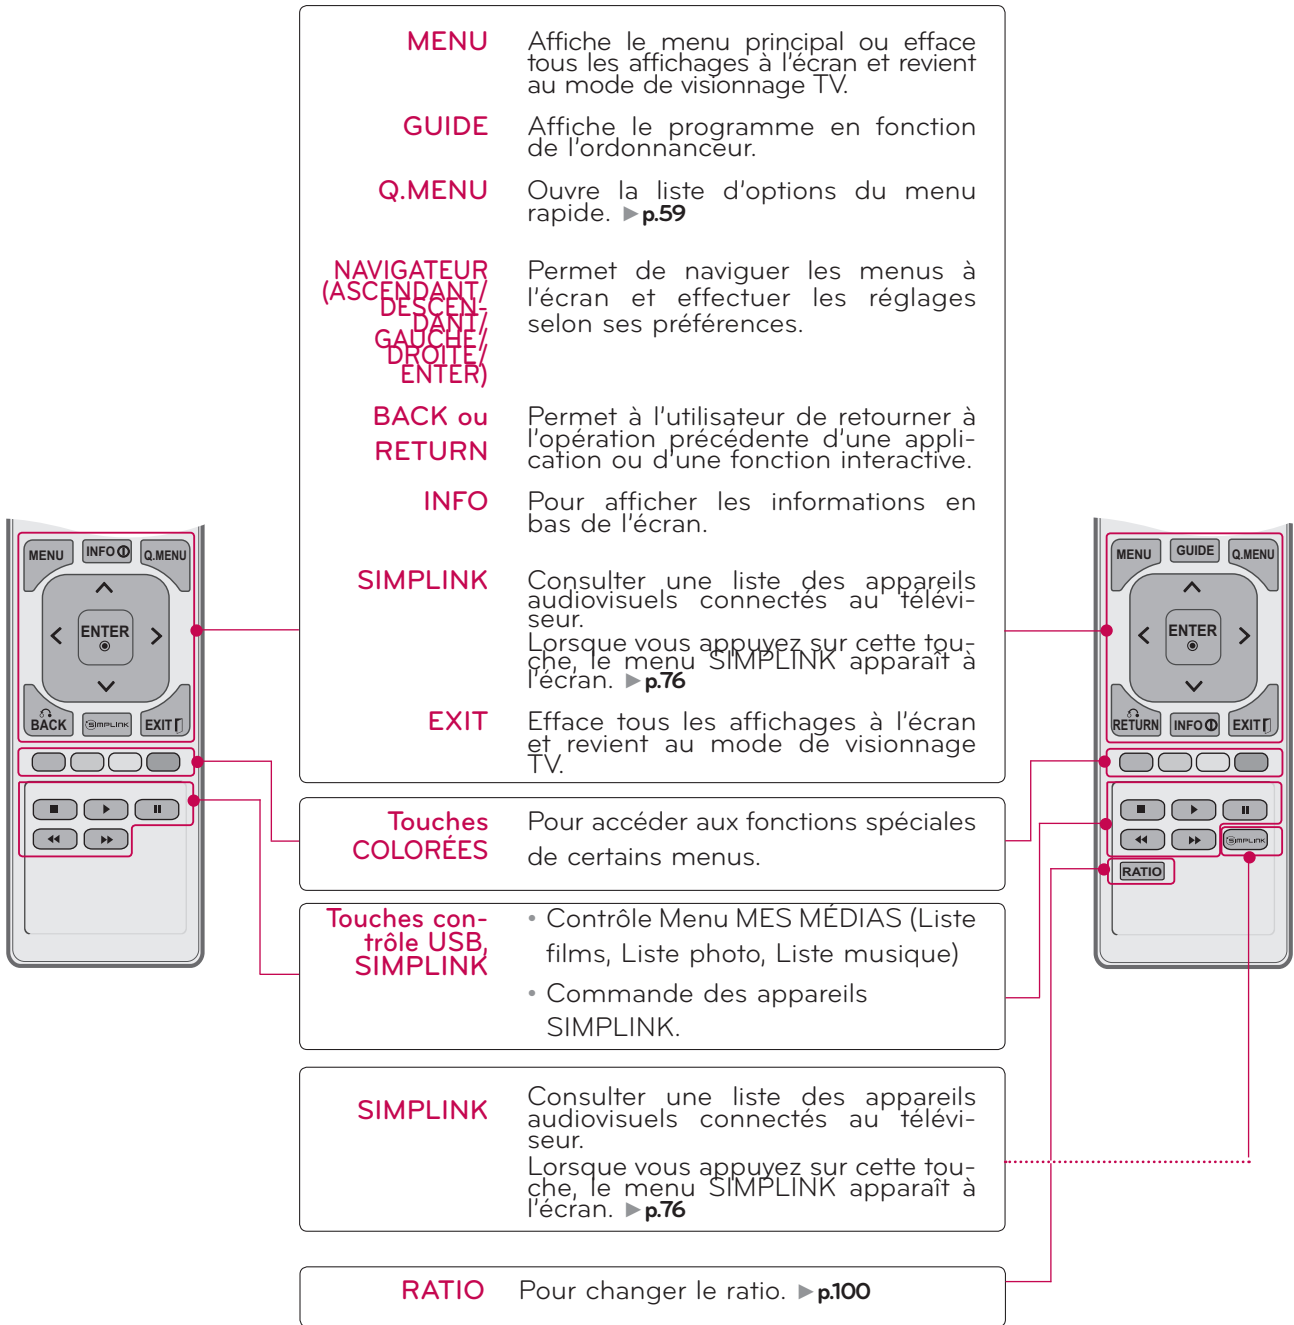 MENU Affiche le menu principal ou efface
tous les affichages à l'écran et revient
au mode de visionnage TV.
GUIDE Affiche le programme en fonction
de l'ordonnanceur.
Q.MENU Ouvre la liste d'options du menu
rapide. ►p.59
NAVIGATEUR
(ASCENDANT/
DESCEN-
DANT/
GAUCHE/
DROITE/
ENTER)
Permet de naviguer les menus à
l'écran et effectuer les réglages
selon ses préférences.
BACK ou
RETURN
Permet à l'utilisateur de retourner à
l'opération précédente d'une appli-
cation ou d'une fonction interactive.
INFO Pour afficher les informations en
bas de l'écran.
SIMPLINK Consulter une liste des appareils
audiovisuels connectés au télévi-
seur.
Lorsque vous appuyez sur cette tou-
che, le menu SIMPLINK apparaît à
l'écran. ►p.76
EXIT Efface tous les affichages à l'écran
et revient au mode de visionnage
TV.
Touches
COLORÉES
Pour accéder aux fonctions spéciales
de certains menus.
Touches con-
trôle USB,
SIMPLINK
• Contrôle Menu MES MÉDIAS (Liste
films, Liste photo, Liste musique)
• Commande des appareils
SIMPLINK.
SIMPLINK Consulter une liste des appareils
audiovisuels connectés au télévi-
seur.
Lorsque vous appuyez sur cette tou-
che, le menu SIMPLINK apparaît à
l'écran. ►p.76
RATIO Pour changer le ratio. ►p.100
MENU INFO Q.MENU
ENTER
BACK SIMPLINK EXIT
MENU GUIDE Q.MENU
ENTER
RETURN INFO EXIT
SIMPLINK
RATIO